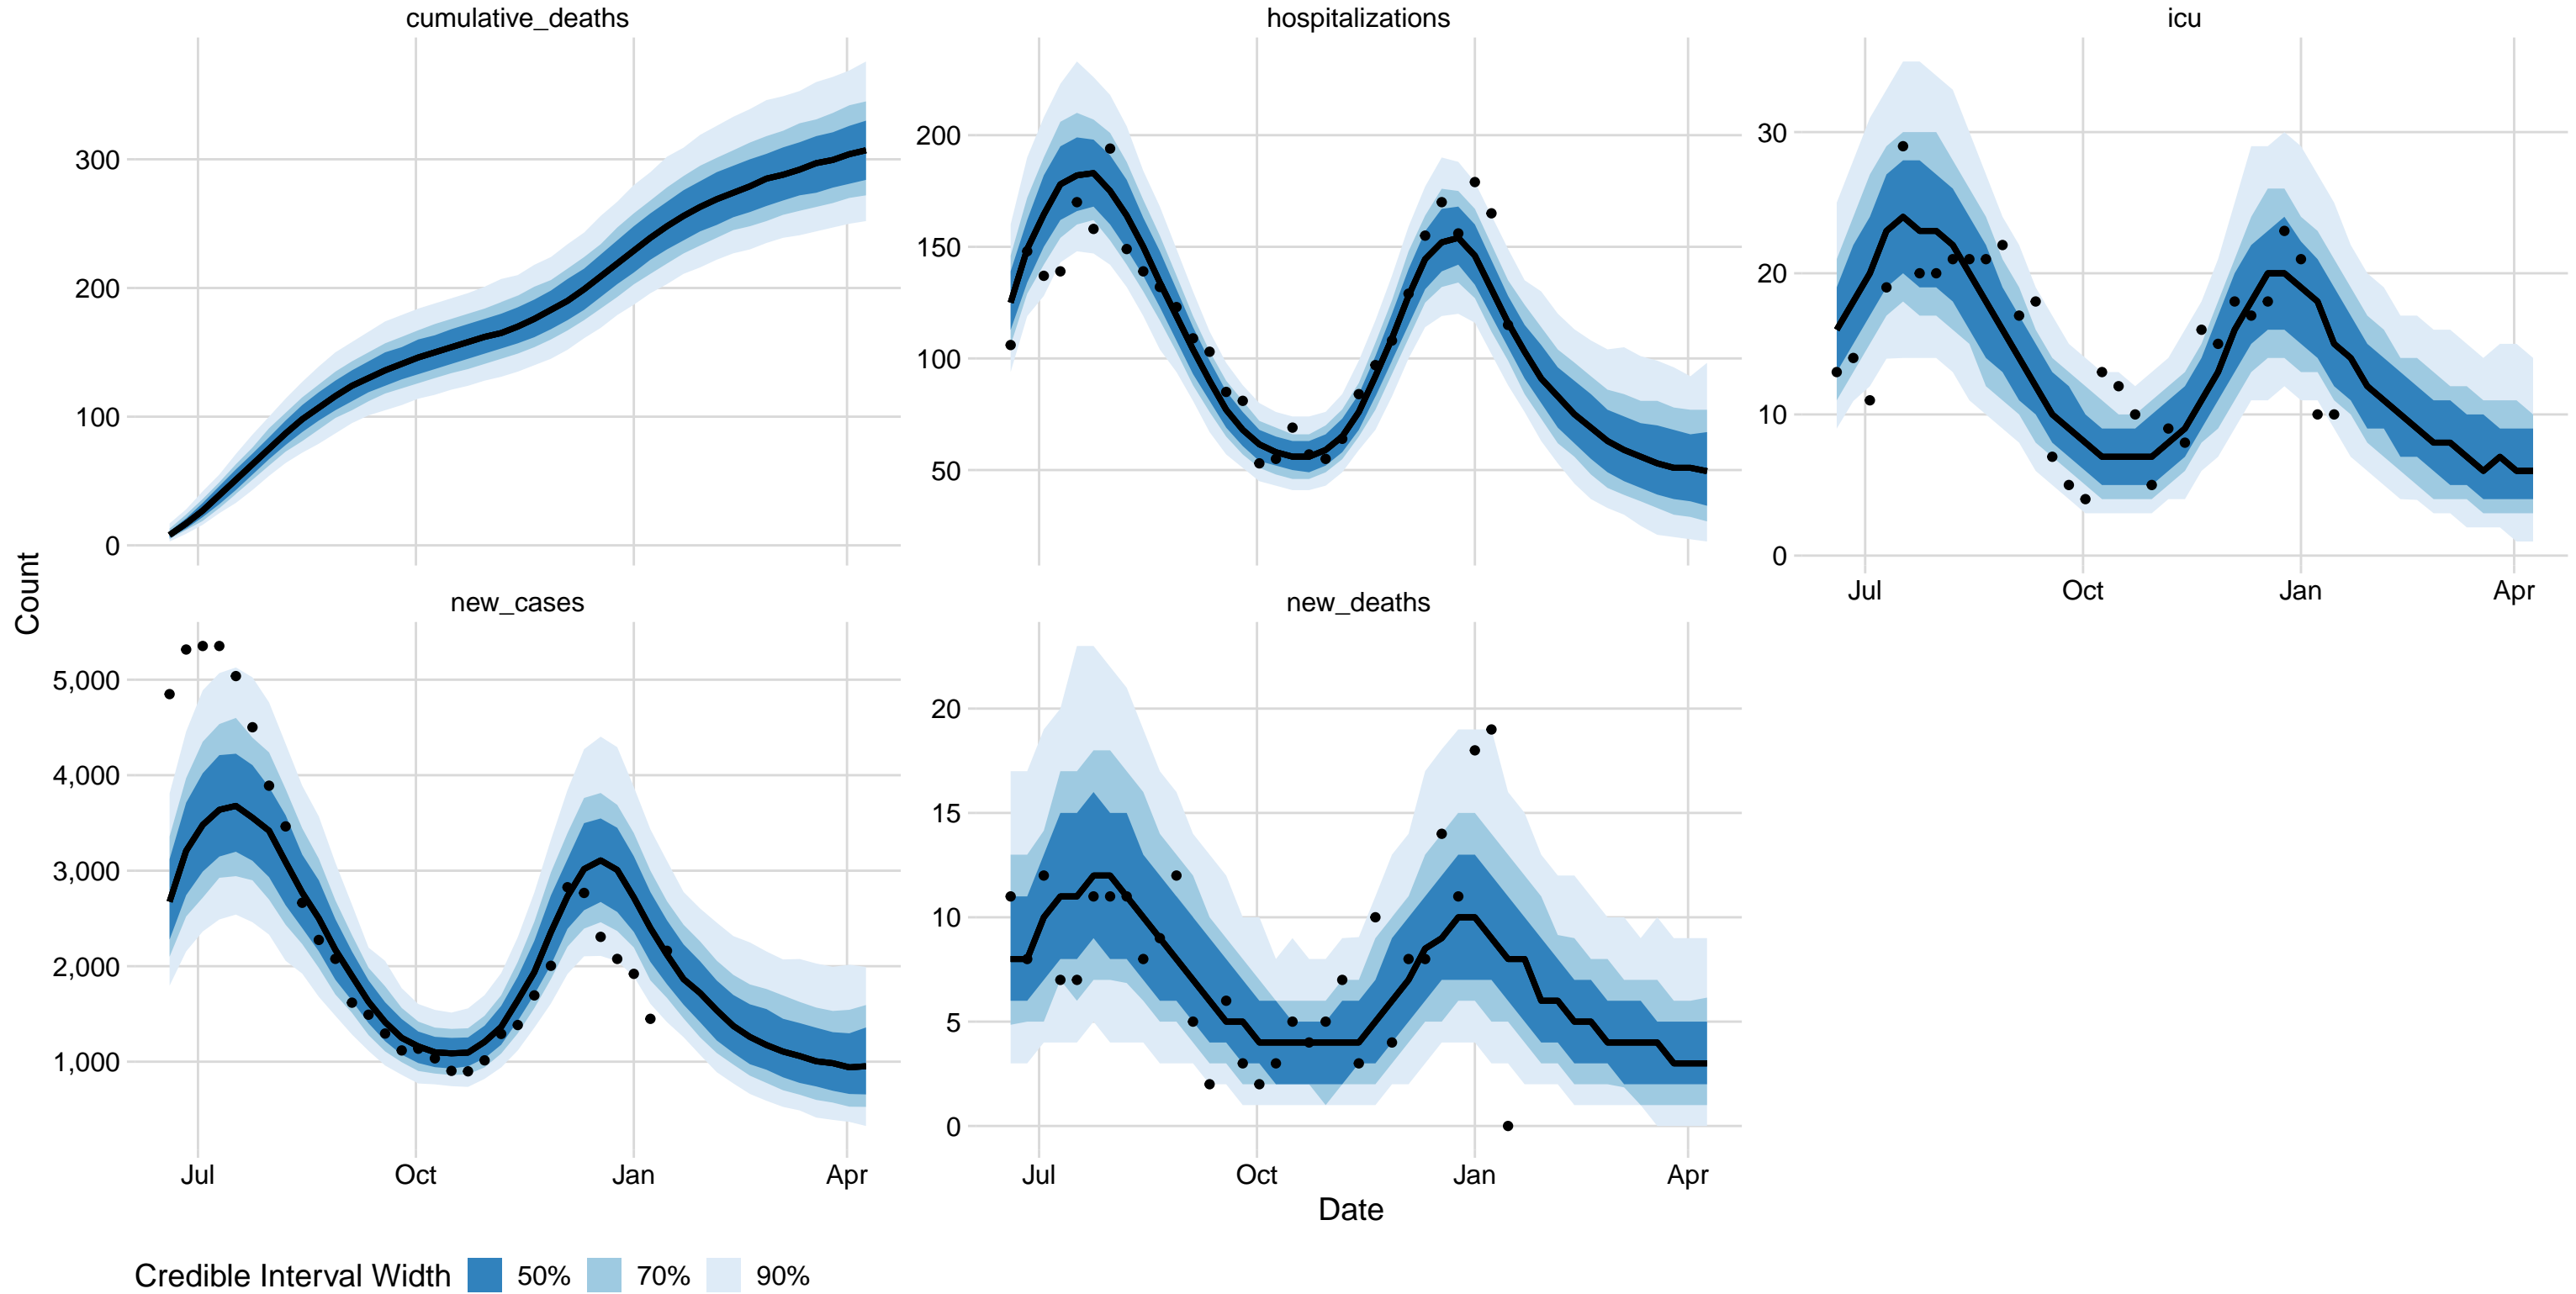 cumulative_deaths
hospitalizations
icu
300
200
100
0
200
150
100
50
30
20
10
0
Jul Oct Jan Apr
Count
new_cases
new_deaths
5,000
4,000
3,000
2,000
1,000
20
15
10
5
0
Jul Oct Jan Apr
Jul Oct Jan Apr
Date
Credible Interval Width 50% 70% 90%